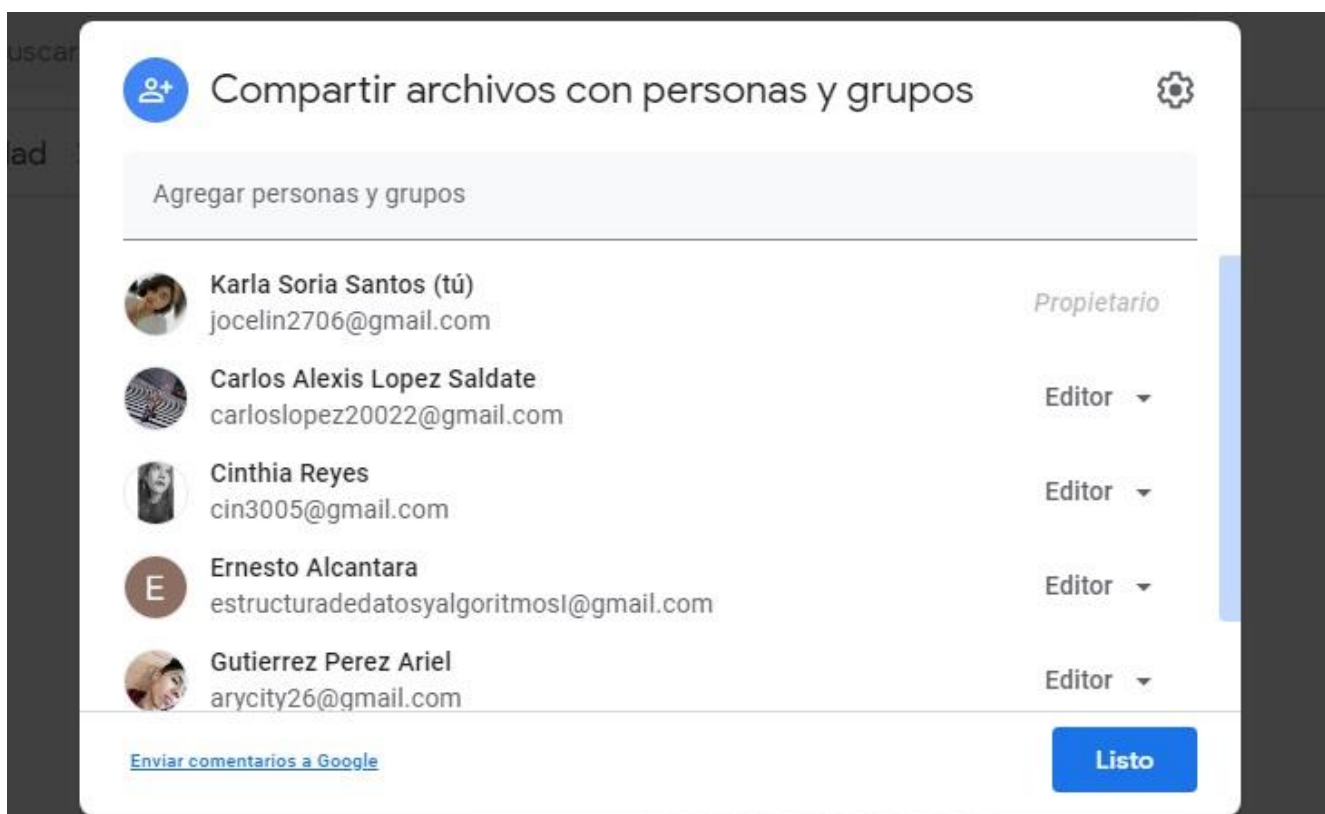 uscar
Compartir archivos con personas y grupos
ad
Agregar personas y grupos
Karla Soria Santos (tú)
jocelin2706@gmail.com
Propietario
Carlos Alexis Lopez Saldate
carloslopez20022@gmail.com
Editor
Cinthia Reyes
cin3005@gmail.com
Editor
E
Ernesto Alcantara
estructuradedatosyalgoritmosI@gmail.com
Editor
Gutierrez Perez Ariel
arycity26@gmail.com
Editor
Enviar comentarios a Google
Listo